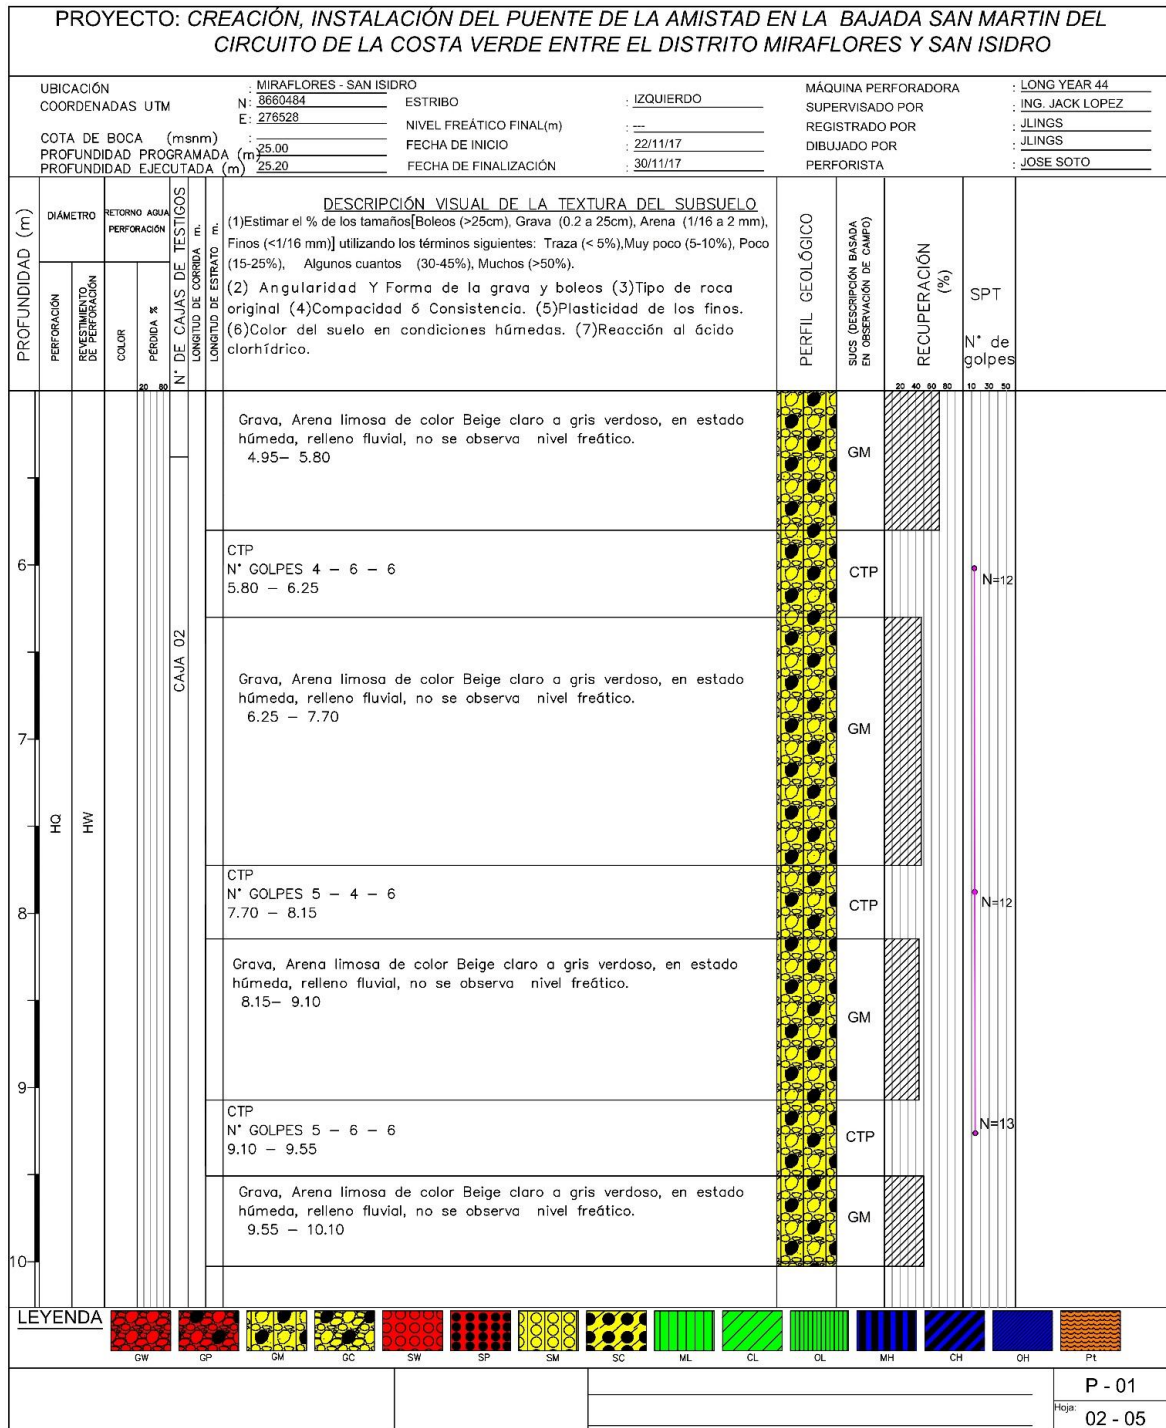 PROYECTO: CREACIÓN, INSTALACIÓN DEL PUENTE DE LA AMISTAD EN LA BAJADA SAN MARTIN DEL
CIRCUITO DE LA COSTA VERDE ENTRE EL DISTRITO MIRAFLORES Y SAN ISIDRO
UBICACIÓN : MIRAFLORES - SAN ISIDRO
COORDENADAS UTM N: 8660484
E: 276528
COTA DE BOCA (msnm) :
PROFUNDIDAD PROGRAMADA (m) 25.00
PROFUNDIDAD EJECUTADA (m) 25.20
ESTRIBO : IZQUIERDO
NIVEL FREÁTICO FINAL(m) : ---
FECHA DE INICIO : 22/11/17
FECHA DE FINALIZACIÓN : 30/11/17
MÁQUINA PERFORADORA : LONG YEAR 44
SUPERVISADO POR : ING. JACK LOPEZ
REGISTRADO POR : JLINGS
DIBUJADO POR : JLINGS
PERFORISTA : JOSE SOTO
PROFUNDIDAD (m)
DIÁMETRO
PERFORACIÓN
REVESTIMIENTO
DE PERFORACIÓN
RETORNO AGUA
PERFORACIÓN
COLOR
PÉRDIDA %
20 80
N° DE CAJAS DE TESTIGOS
LONGITUD DE CORRIDA m.
LONGITUD DE ESTRATO m.
DESCRIPCIÓN VISUAL DE LA TEXTURA DEL SUBSUELO
(1)Estimar el % de los tamaños[Boleos (>25cm), Grava (0.2 a 25cm), Arena (1/16 a 2 mm),
Finos (<1/16 mm)] utilizando los términos siguientes: Traza (< 5%),Muy poco (5-10%), Poco
(15-25%), Algunos cuantos (30-45%), Muchos (>50%).
(2) Angularidad Y Forma de la grava y boleos (3)Tipo de roca
original (4)Compacidad ó Consistencia. (5)Plasticidad de los finos.
(6)Color del suelo en condiciones húmedas. (7)Reacción al ácido
clorhídrico.
PERFIL GEOLÓGICO
SUCS (DESCRIPCIÓN BASADA
EN OBSERVACIÓN DE CAMPO)
RECUPERACIÓN
(%)
20 40 60 80
SPT
N° de
golpes
10 30 50
Grava, Arena limosa de color Beige claro a gris verdoso, en estado
húmeda, relleno fluvial, no se observa nivel freático.
4.95– 5.80
GM
6
CTP
N° GOLPES 4 – 6 – 6
5.80 – 6.25
CTP
N=12
CAJA 02
Grava, Arena limosa de color Beige claro a gris verdoso, en estado
húmeda, relleno fluvial, no se observa nivel freático.
6.25 – 7.70
GM
7
HQ
HW
CTP
N° GOLPES 5 – 4 – 6
7.70 – 8.15
CTP
N=12
8
Grava, Arena limosa de color Beige claro a gris verdoso, en estado
húmeda, relleno fluvial, no se observa nivel freático.
8.15– 9.10
GM
9
CTP
N° GOLPES 5 – 6 – 6
9.10 – 9.55
CTP
N=13
Grava, Arena limosa de color Beige claro a gris verdoso, en estado
húmeda, relleno fluvial, no se observa nivel freático.
9.55 – 10.10
GM
10
LEYENDA
GW GP GM GC SW SP SM SC ML CL OL MH CH OH Pt
P - 01
Hoja:
02 - 05